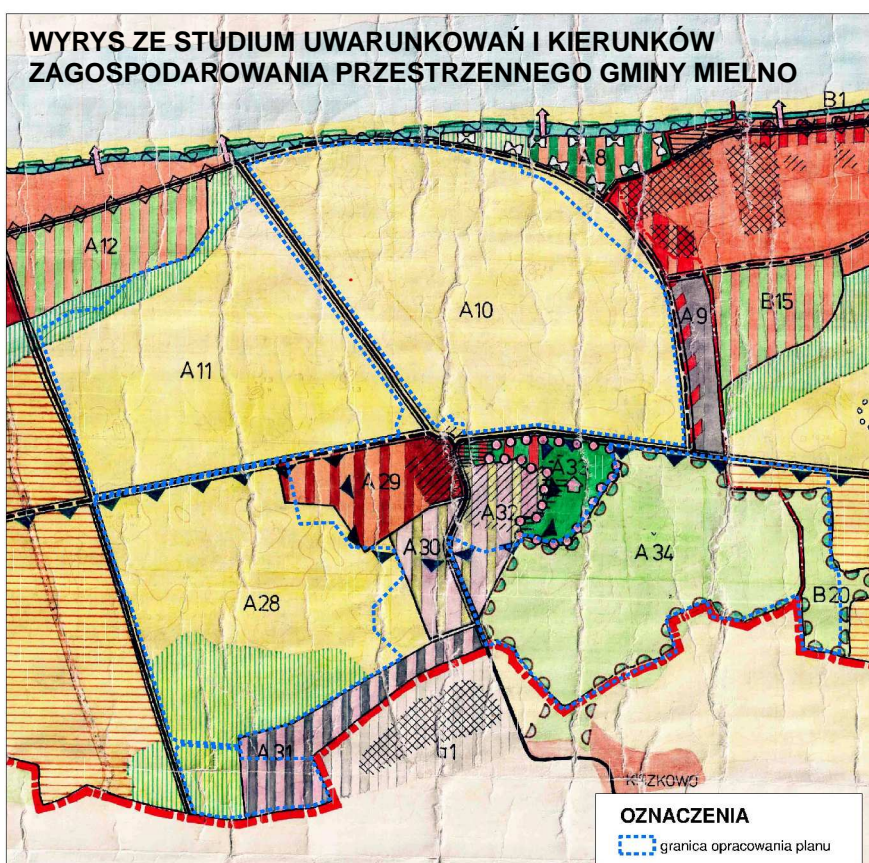 WYRYS ZE STUDIUM UWARUNKOWAŃ I KIERUNKÓW
ZAGOSPODAROWANIA PRZESTRZENNEGO GMINY MIELNO
B1
A8
A12
A10
A9
B15
A11
A29
A33
A32
A30
A34
A28
B20
A31
G1
OZNACZENIA
granica opracowania planu